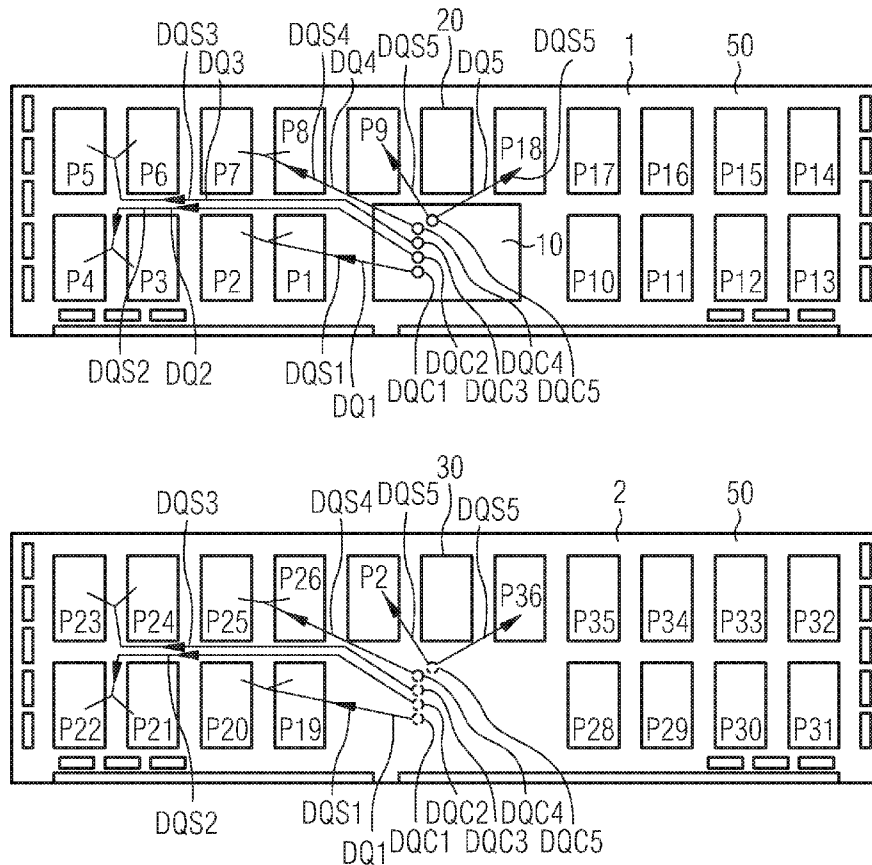 DQS3 DQS4 20 DQS5 DQS5
DQ3 DQ4 DQ5 1 50
P8 P9
P5 P6 P7 P18 P17 P16 P15 P14
10
P4 P3 P2 P1 P10 P11 P12 P13
DQS2 DQ2 DQS1 DQ1 DQC1 DQC2 DQC3 DQC4 DQC5
DQS3 DQS4 30 DQS5 DQS5 2 50
P26 P2
P23 P24 P25 P36 P35 P34 P33 P32
P22 P21 P20 P19 P28 P29 P30 P31
DQS2 DQS1 DQ1 DQC1 DQC2 DQC3 DQC4 DQC5